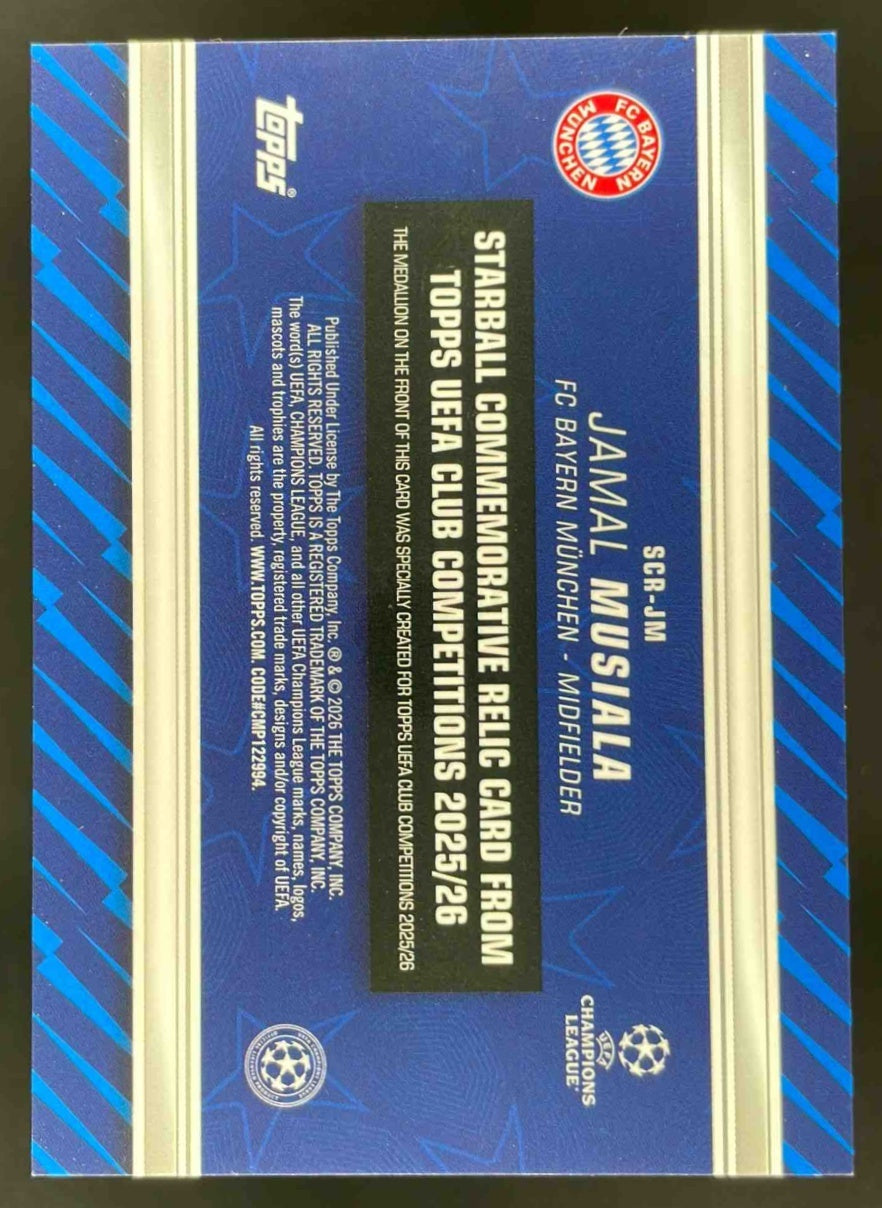 SCR-JM
JAMAL MUSIALA
FC BAYERN MÜNCHEN - MIDFIELDER
FC BAYERN
MÜNCHEN
UEFA
CHAMPIONS
LEAGUE®
STARBALL COMMEMORATIVE RELIC CARD FROM
TOPPS UEFA CLUB COMPETITIONS 2025/26
THE MEDALLION ON THE FRONT OF THIS CARD WAS SPECIALLY CREATED FOR TOPPS UEFA CLUB COMPETITIONS 2025/26
Published Under License by The Topps Company, Inc. ® & © 2026 THE TOPPS COMPANY, INC.
ALL RIGHTS RESERVED. TOPPS IS A REGISTERED TRADEMARK OF THE TOPPS COMPANY, INC.
The word(s) UEFA, CHAMPIONS LEAGUE, and all other UEFA Champions League marks, names, logos,
mascots and trophies are the property, registered trade marks, designs and/or copyright of UEFA.
All rights reserved. WWW.TOPPS.COM. CODE#CMP122994.
topps®